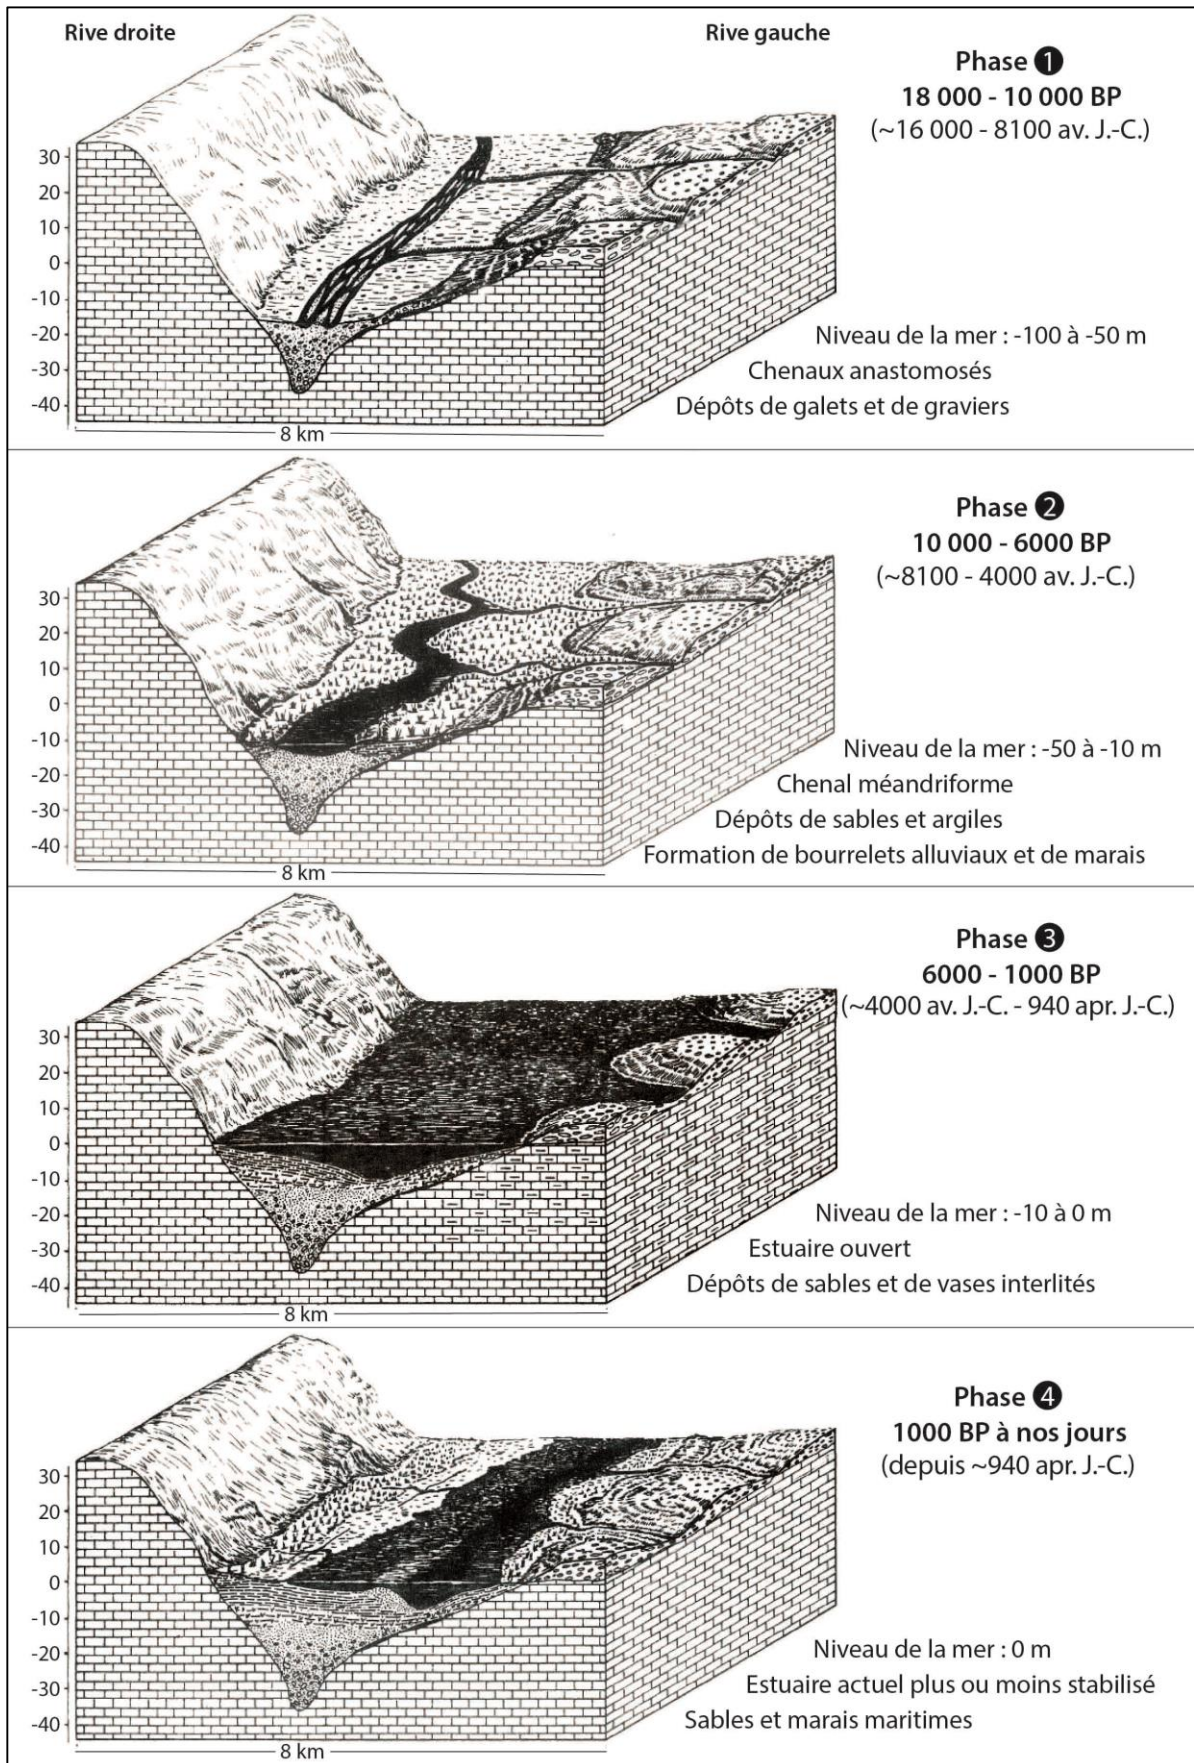 Rive droite
Rive gauche
Phase ❶
18 000 - 10 000 BP
(~16 000 - 8100 av. J.-C.)
30
20
10
0
-10
-20
-30
-40
Niveau de la mer : -100 à -50 m
Chenaux anastomosés
Dépôts de galets et de graviers
8 km
Phase ❷
10 000 - 6000 BP
(~8100 - 4000 av. J.-C.)
30
20
10
0
-10
-20
-30
-40
Niveau de la mer : -50 à -10 m
Chenal méandriforme
Dépôts de sables et argiles
Formation de bourrelets alluviaux et de marais
8 km
Phase ❸
6000 - 1000 BP
(~4000 av. J.-C. - 940 apr. J.-C.)
30
20
10
0
-10
-20
-30
-40
Niveau de la mer : -10 à 0 m
Estuaire ouvert
Dépôts de sables et de vases interlités
8 km
Phase ❹
1000 BP à nos jours
(depuis ~940 apr. J.-C.)
30
20
10
0
-10
-20
-30
-40
Niveau de la mer : 0 m
Estuaire actuel plus ou moins stabilisé
Sables et marais maritimes
8 km